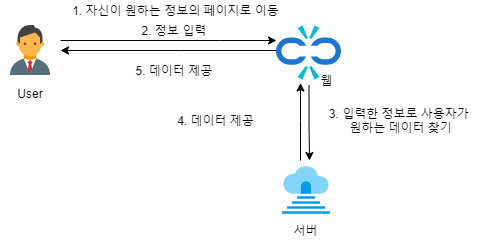 1. 자신이 원하는 정보의 페이지로 이동
2. 정보 입력
5. 데이터 제공
User
웹
4. 데이터 제공
3. 입력한 정보로 사용자가
원하는 데이터 찾기
서버